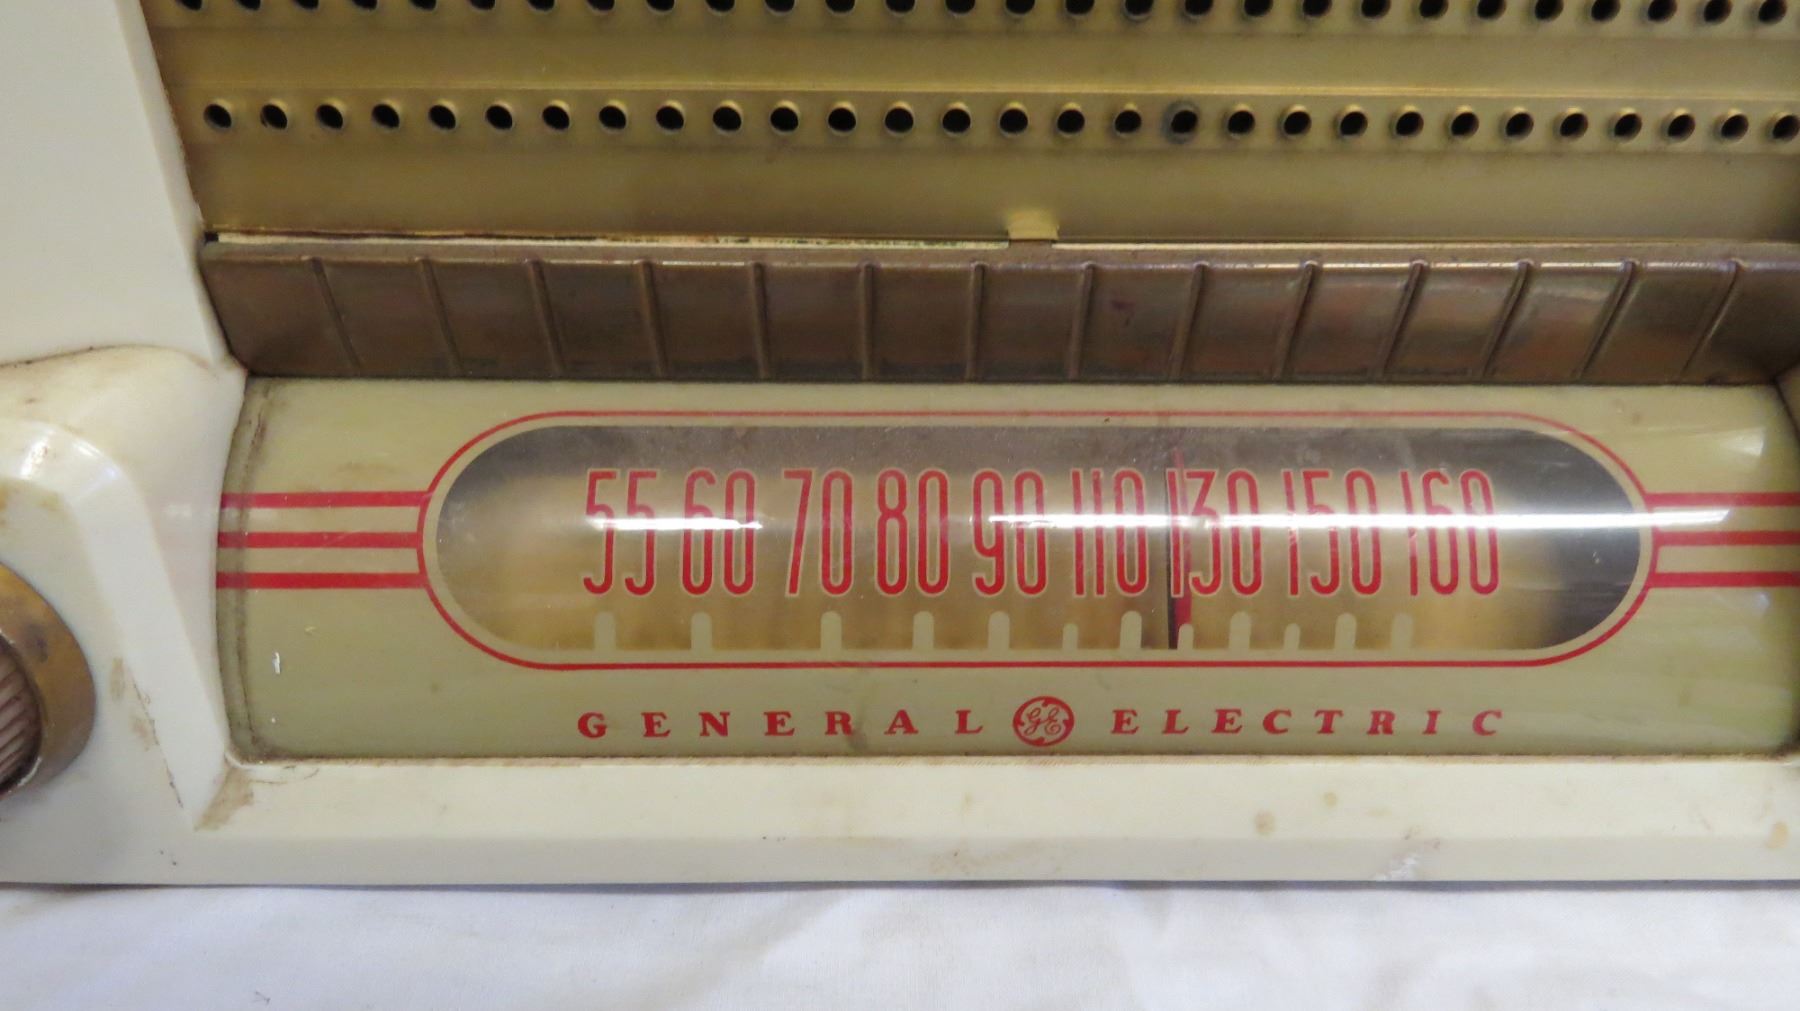 55 60 70 80 90 110 130 150 160
GENERAL GE ELECTRIC